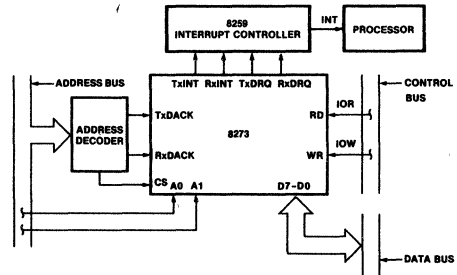 8259
INTERRUPT CONTROLLER
INT
PROCESSOR
ADDRESS BUS
TxINT RxINT TxDRQ RxDRQ
CONTROL
BUS
ADDRESS
DECODER
TxDACK
8273
RD
IOR
RxDACK
WR
IOW
CS
A0 A1
D7-D0
DATA BUS